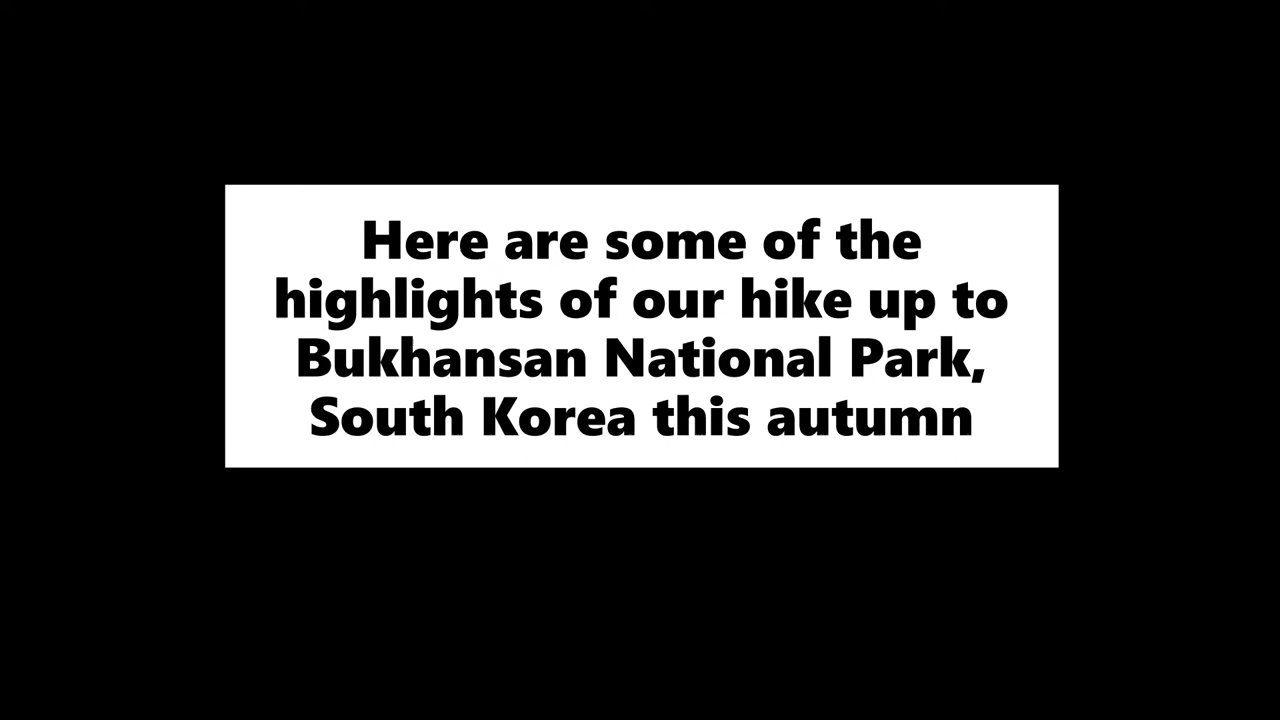 Here are some of the
highlights of our hike up to
Bukhansan National Park,
South Korea this autumn